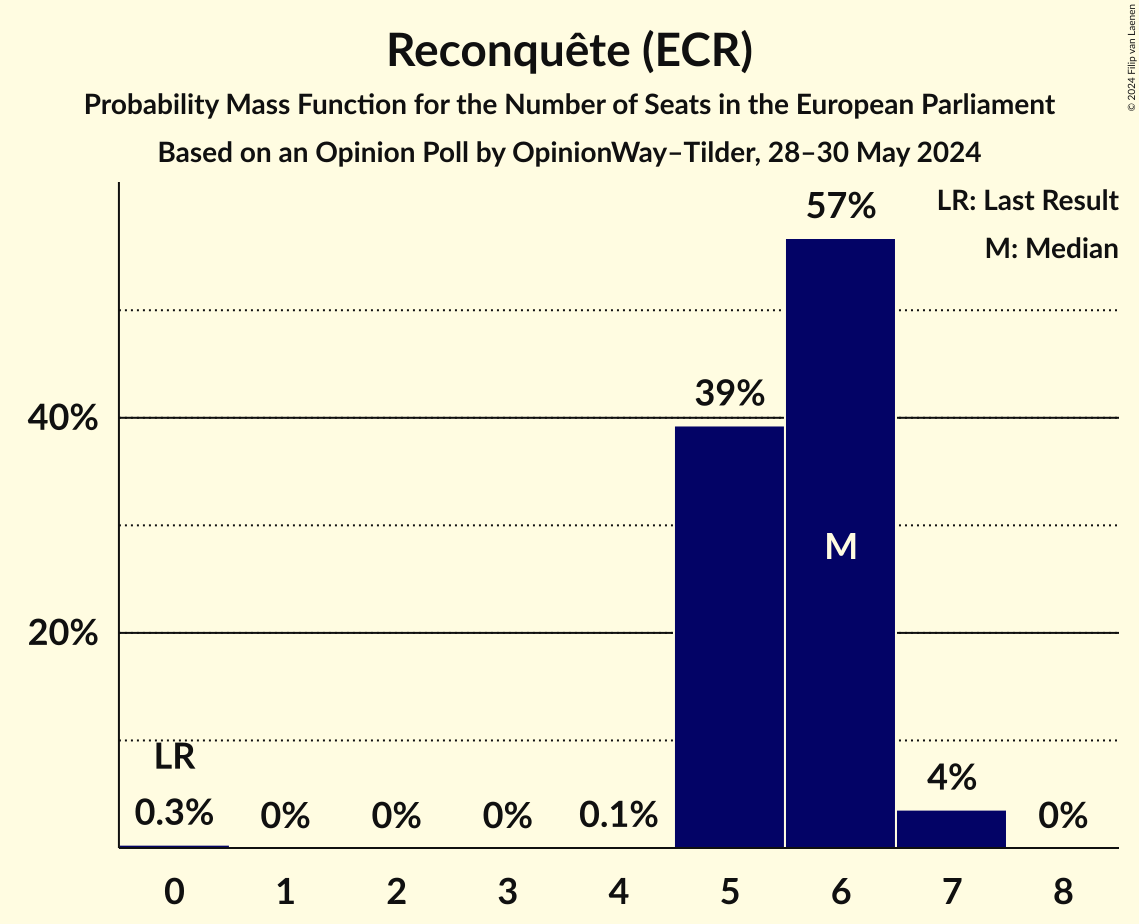 Reconquête (ECR)
Probability Mass Function for the Number of Seats in the European Parliament
Based on an Opinion Poll by OpinionWay–Tilder, 28–30 May 2024
© 2024 Filip van Laenen
LR: Last Result
M: Median
57%
39%
40%
M
20%
LR
0.3%
0%
0%
0%
0.1%
4%
0%
0 1 2 3 4 5 6 7 8